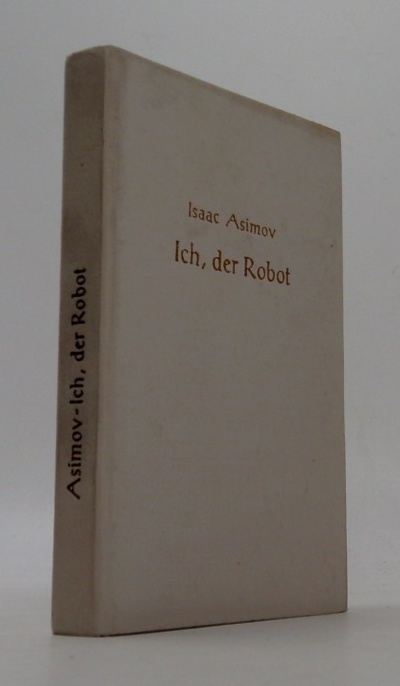 Isaac Asimov
Ich, der Robot
Asimov-Ich, der Robot